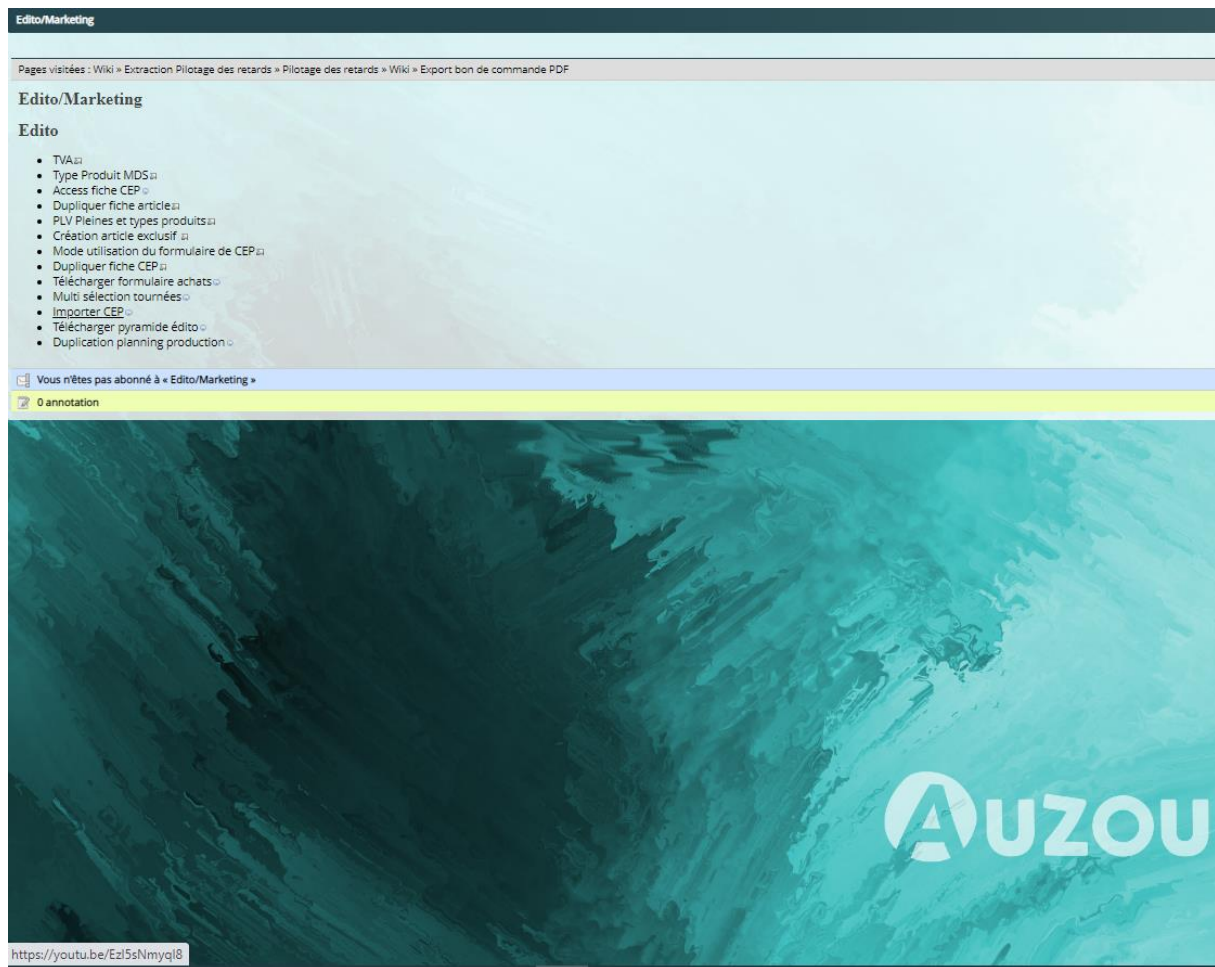 Edito/Marketing
Pages visitées : Wiki » Extraction Pilotage des retards » Pilotage des retards » Wiki » Export bon de commande PDF
Edito/Marketing
Edito
• TVA
• Type Produit MDS
• Access fiche CEP
• Dupliquer fiche article
• PLV Pleines et types produits
• Création article exclusif
• Mode utilisation du formulaire de CEP
• Dupliquer fiche CEP
• Télécharger formulaire achats
• Multi sélection tournées
• Importer CEP
• Télécharger pyramide édito
• Duplication planning production
Vous n'êtes pas abonné à « Edito/Marketing »
0 annotation
AUZOU
https://youtu.be/EzI5sNmyqI8